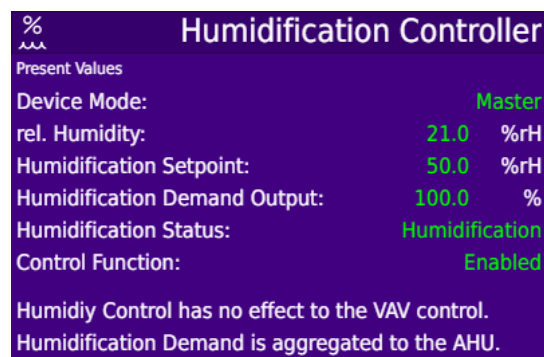 %
Humidification Controller
Present Values
Device Mode: Master
rel. Humidity: 21.0 %rH
Humidification Setpoint: 50.0 %rH
Humidification Demand Output: 100.0 %
Humidification Status: Humidification
Control Function: Enabled
Humidiy Control has no effect to the VAV control.
Humidification Demand is aggregated to the AHU.